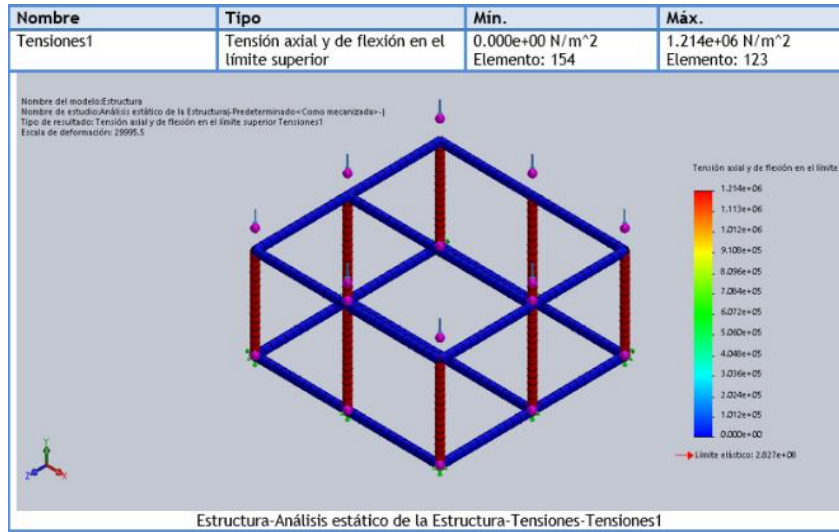 Nombre Tipo Mín. Máx.
Tensiones1 Tensión axial y de flexión en el límite superior 0.000e+00 N/m^2 Elemento: 154 1.214e+06 N/m^2 Elemento: 123
Nombre del modelo:Estructura
Nombre de estudio:Análisis estático de la Estructura(-Predeterminado<Como mecanizada>-)
Tipo de resultado: Tensión axial y de flexión en el límite superior Tensiones1
Escala de deformación: 29995.5
Tensión axial y de flexión en el límite
1.214e+06
1.113e+06
1.012e+06
9.108e+05
8.096e+05
7.084e+05
6.072e+05
5.060e+05
4.048e+05
3.036e+05
2.024e+05
1.012e+05
0.000e+00
Límite elástico: 2.827e+08
Y
Z
X
Estructura-Análisis estático de la Estructura-Tensiones-Tensiones1